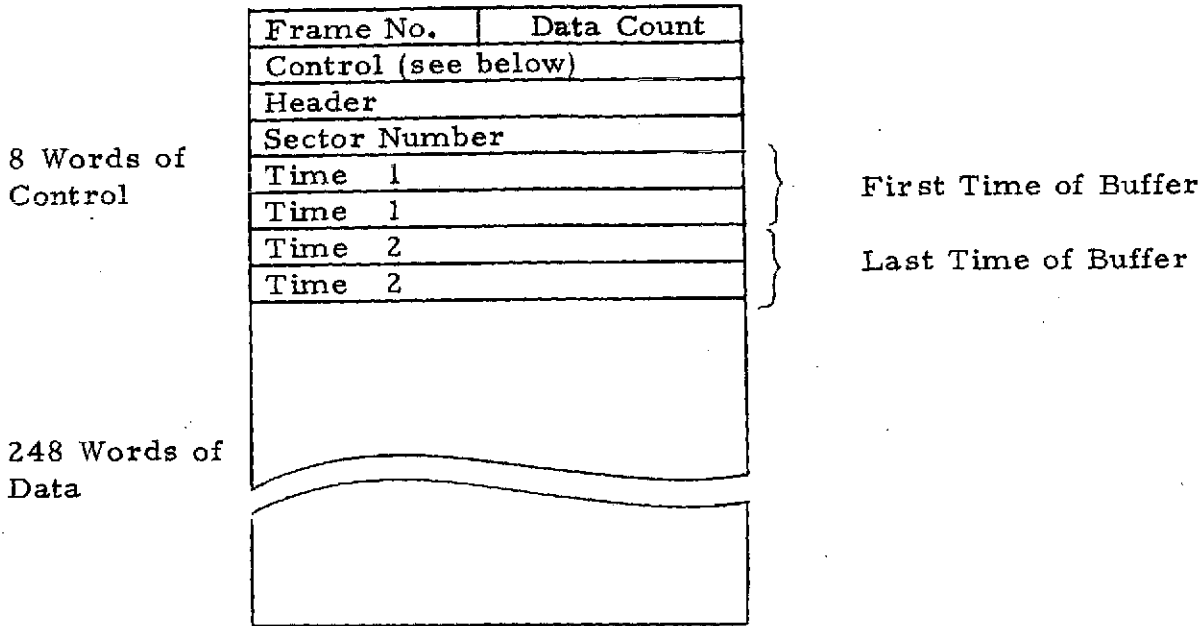 Frame No. Data Count
Control (see below)
Header
Sector Number
8 Words of
Control
Time 1
Time 1
Time 2
Time 2
First Time of Buffer
Last Time of Buffer
248 Words of
Data